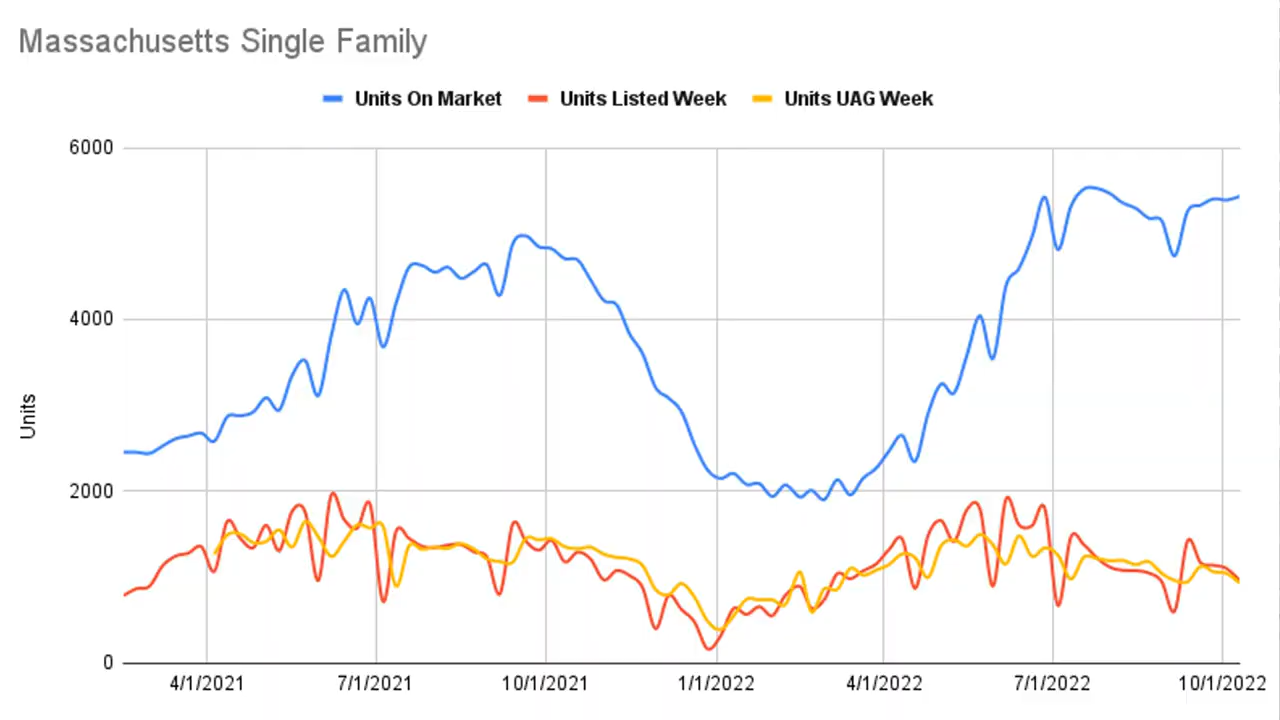 Massachusetts Single Family
Units On Market Units Listed Week Units UAG Week
6000
4000
2000
0
Units
4/1/2021 7/1/2021 10/1/2021 1/1/2022 4/1/2022 7/1/2022 10/1/2022